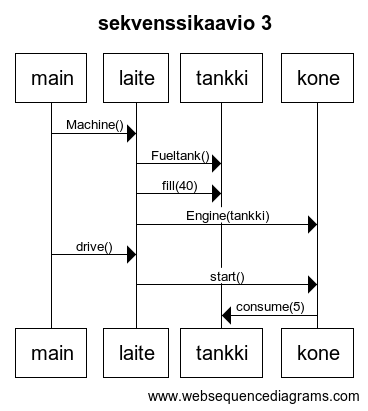 sekvenssikaavio 3
main laite tankki kone
Machine()
Fueltank()
fill(40)
Engine(tankki)
drive()
start()
consume(5)
main laite tankki kone
www.websequencediagrams.com